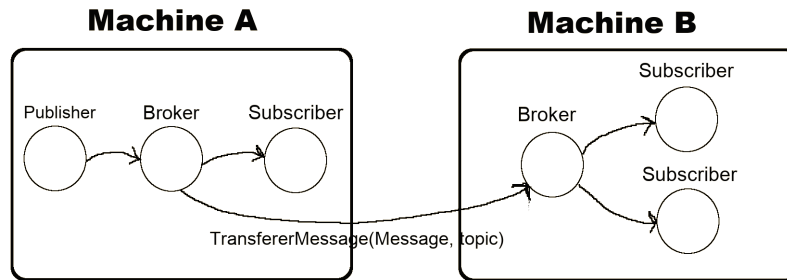 Machine A
Machine B
Publisher
Broker
Subscriber
Broker
Subscriber
Subscriber
TransfererMessage(Message, topic)